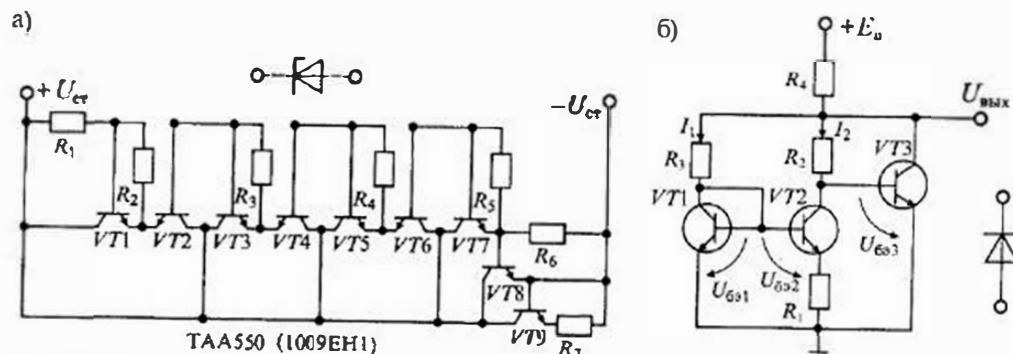 а)
+ Uст
− Uст
R1
R2
R3
R4
R5
R6
R7
VT1
VT2
VT3
VT4
VT5
VT6
VT7
VT8
VT9
TAA550 (1009ЕН1)
б)
+ Eп
R4
Uвых
I1
I2
R3
R2
VT3
VT1
VT2
Uбэ3
Uбэ1
Uбэ2
R1